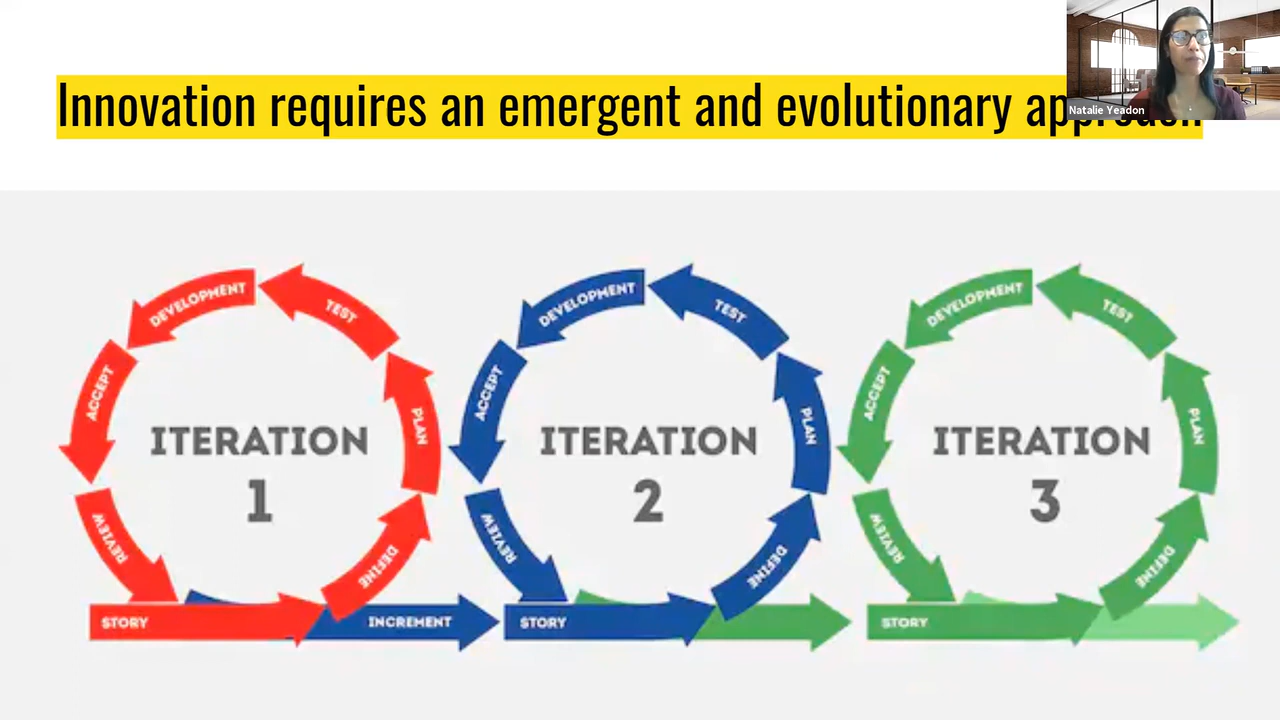 Innovation requires an emergent and evolutionary
Natalie Yeadon
DEVELOPMENT
TEST
ACCEPT
PLAN
ITERATION
1
REVIEW
DEFINE
STORY
INCREMENT
DEVELOPMENT
TEST
ACCEPT
PLAN
ITERATION
2
REVIEW
DEFINE
STORY
DEVELOPMENT
TEST
ACCEPT
PLAN
ITERATION
3
REVIEW
DEFINE
STORY